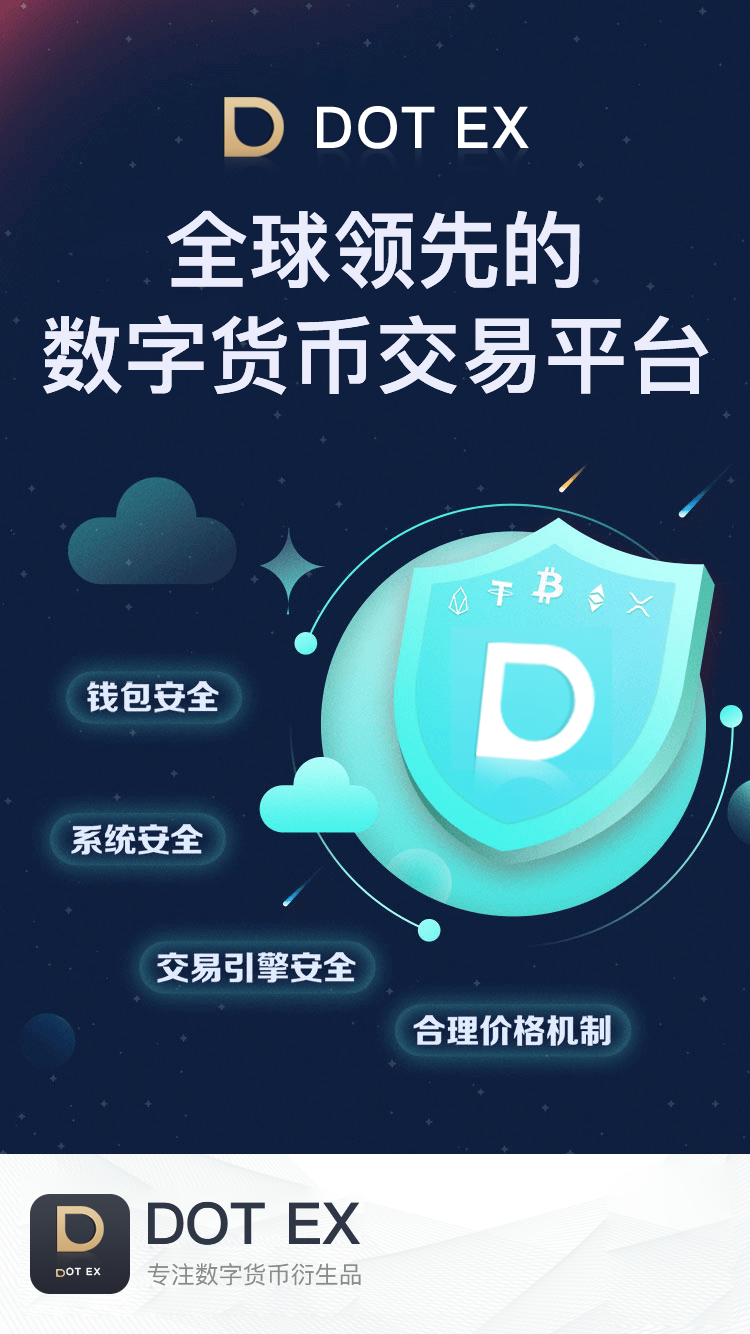 DOT EX
全球领先的
数字货币交易平台
D
钱包安全
系统安全
交易引擎安全
合理价格机制
DOT EX
DOT EX
专注数字货币衍生品